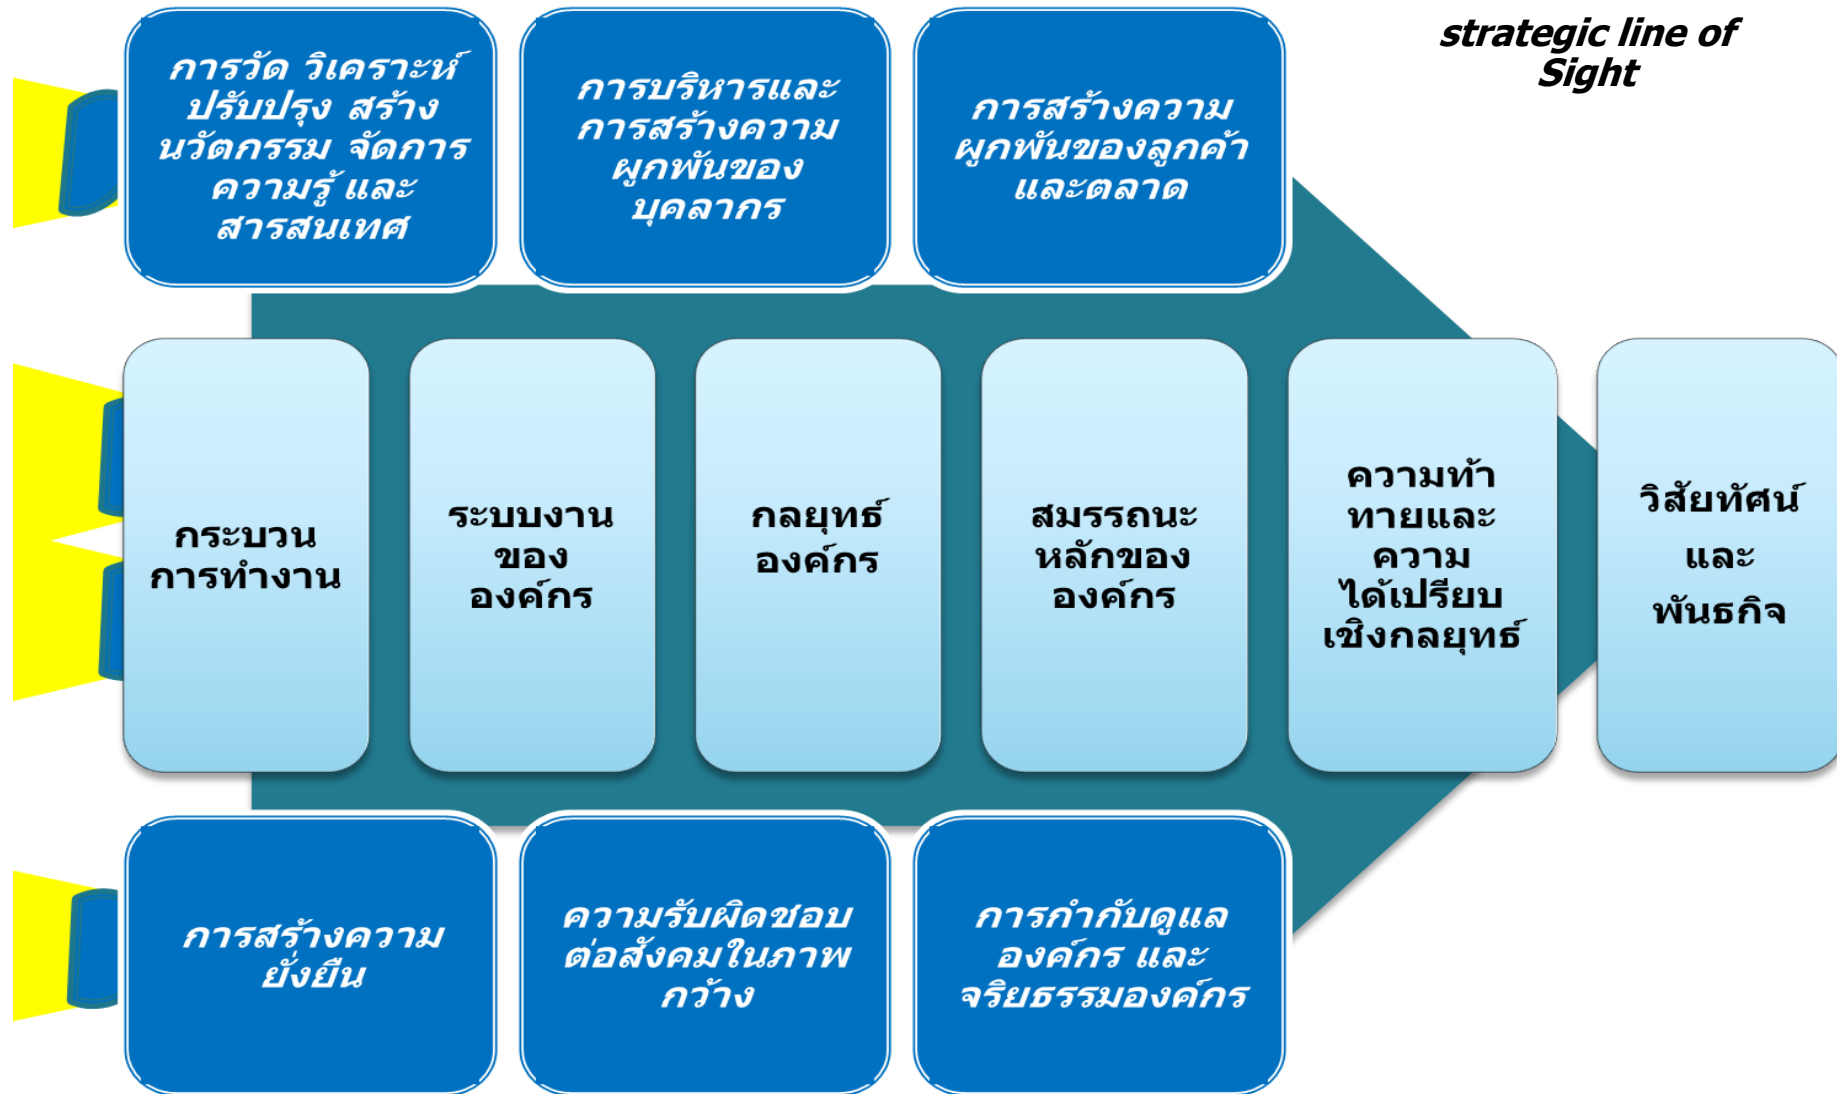 strategic line of
Sight
การวัด วิเคราะห์
ปรับปรุง สร้าง
นวัตกรรม จัดการ
ความรู้ และ
สารสนเทศ
การบริหารและ
การสร้างความ
ผูกพันของ
บุคลากร
การสร้างความ
ผูกพันของลูกค้า
และตลาด
กระบวน
การทำงาน
ระบบงาน
ของ
องค์กร
กลยุทธ์
องค์กร
สมรรถนะ
หลักของ
องค์กร
ความท้า
ทายและ
ความ
ได้เปรียบ
เชิงกลยุทธ์
วิสัยทัศน์
และ
พันธกิจ
การสร้างความ
ยั่งยืน
ความรับผิดชอบ
ต่อสังคมในภาพ
กว้าง
การกำกับดูแล
องค์กร และ
จริยธรรมองค์กร